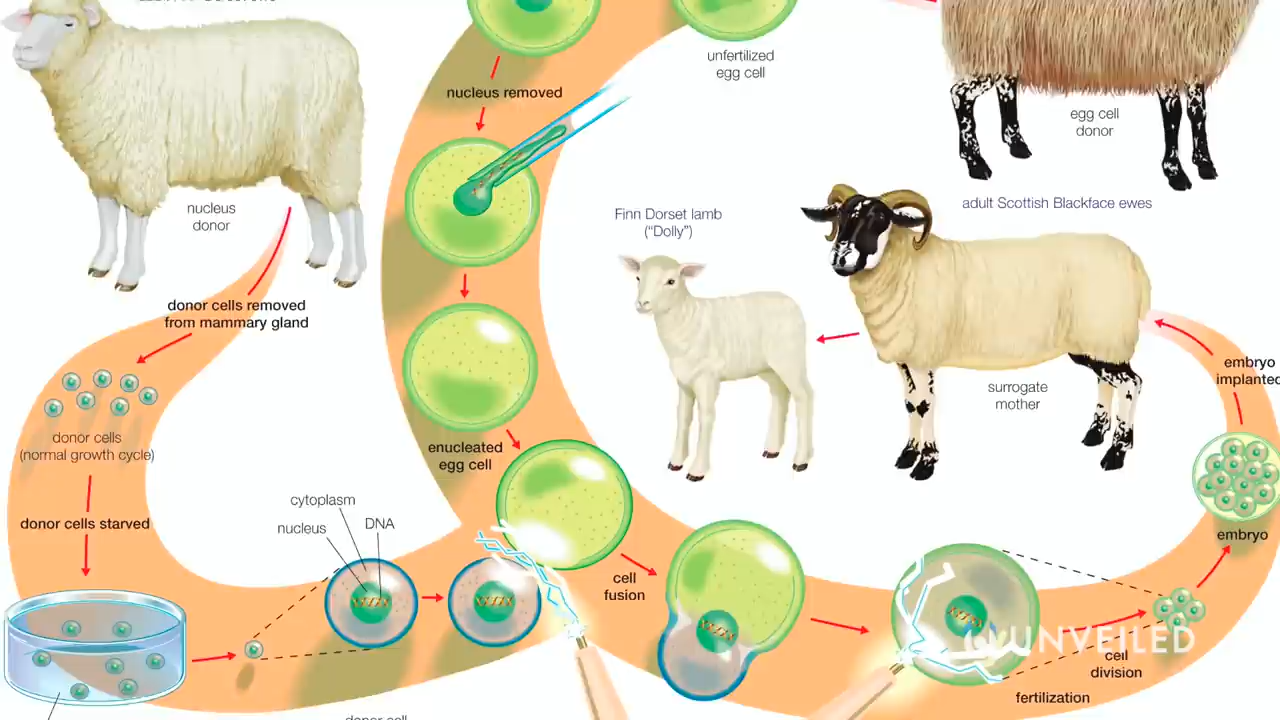 unfertilized
egg cell
nucleus removed
egg cell
donor
nucleus
donor
Finn Dorset lamb
("Dolly")
adult Scottish Blackface ewes
donor cells removed
from mammary gland
embryo
implanted
surrogate
mother
donor cells
(normal growth cycle)
enucleated
egg cell
cytoplasm
nucleus
DNA
donor cells starved
embryo
cell
fusion
UNVEILED
cell
division
fertilization
donor cell